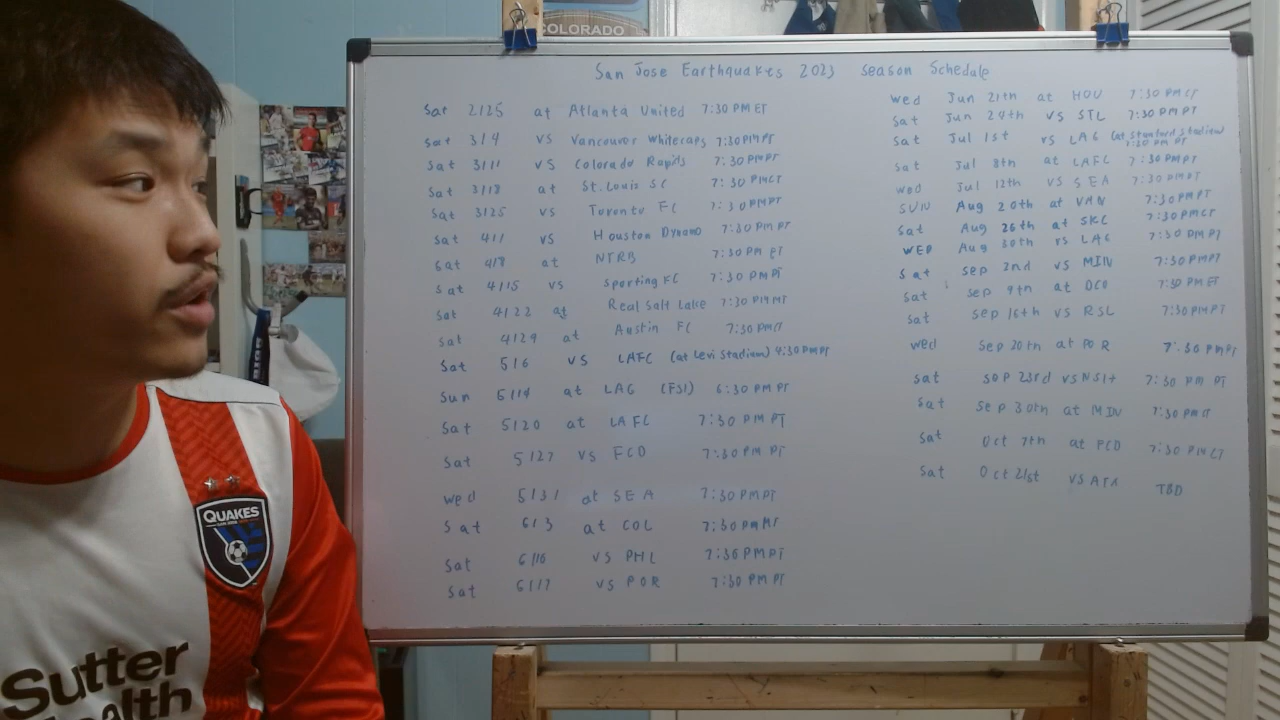 COLORADO
San Jose Earthquakes 2023 season Schedule
Sat 2/25 at Atlanta United 7:30 PM ET
Sat 3/4 VS Vancouver Whitecaps 7:30 PM PT
Sat 3/11 VS Colorado Rapids 7:30 PM PT
Sat 3/18 at St. Louis SC 7:30 PM CT
Sat 3/25 VS Toronto FC 7:30 PM PT
Sat 4/1 VS Houston Dynamo 7:30 PM PT
Sat 4/8 at NYRB 7:30 PM ET
Sat 4/15 VS Sporting KC 7:30 PM PT
Sat 4/22 at Real Salt Lake 7:30 PM MT
Sat 4/29 at Austin FC 7:30 PM CT
Sat 5/6 VS LAFC (at Levi Stadium) 4:30 PM PT
Sun 5/14 at LAG (FS1) 6:30 PM PT
Sat 5/20 at LAFC 7:30 PM PT
Sat 5/27 VS FCD 7:30 PM PT
Wed 5/31 at SEA 7:30 PM PT
Sat 6/3 at COL 7:30 PM MT
Sat 6/10 VS PHL 7:30 PM PT
Sat 6/17 VS POR 7:30 PM PT
Wed Jun 21th at HOU 7:30 PM CT
Sat Jun 24th VS STL 7:30 PM PT
Sat Jul 1st VS LAG (at Stanford Stadium) 7:30 PM PT
Sat Jul 8th at LAFC 7:30 PM PT
Wed Jul 12th VS SEA 7:30 PM PT
SUN Aug 20th at VAN 7:30 PM PT
Sat Aug 26th at SKC 7:30 PM CT
WED Aug 30th VS LAG 7:30 PM PT
Sat Sep 2nd VS MIN 7:30 PM PT
Sat Sep 9th at DCU 7:30 PM ET
Sat Sep 16th VS RSL 7:30 PM PT
Wed Sep 20th at POR 7:30 PM PT
Sat Sep 23rd VS NSH 7:30 PM PT
Sat Sep 30th at MIN 7:30 PM CT
Sat Oct 7th at FCD 7:30 PM CT
Sat Oct 21st VS ATX TBD
QUAKES
Sutter
Health